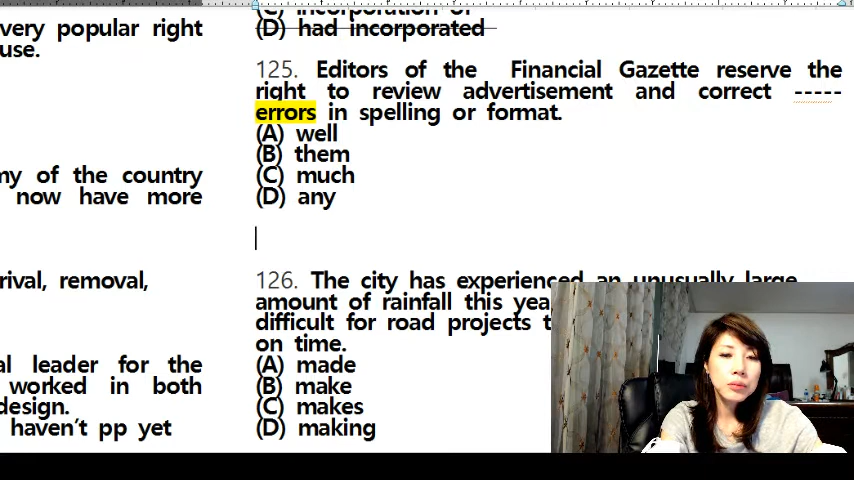 very popular right
use.
my of the country
now have more
rival, removal,
al leader for the
worked in both
design.
haven't pp yet
(C) incorporation of
(D) had incorporated
125. Editors of the Financial Gazette reserve the
right to review advertisement and correct -----
errors in spelling or format.
(A) well
(B) them
(C) much
(D) any
126. The city has experienced an unusually large
amount of rainfall this yea
difficult for road projects t
on time.
(A) made
(B) make
(C) makes
(D) making